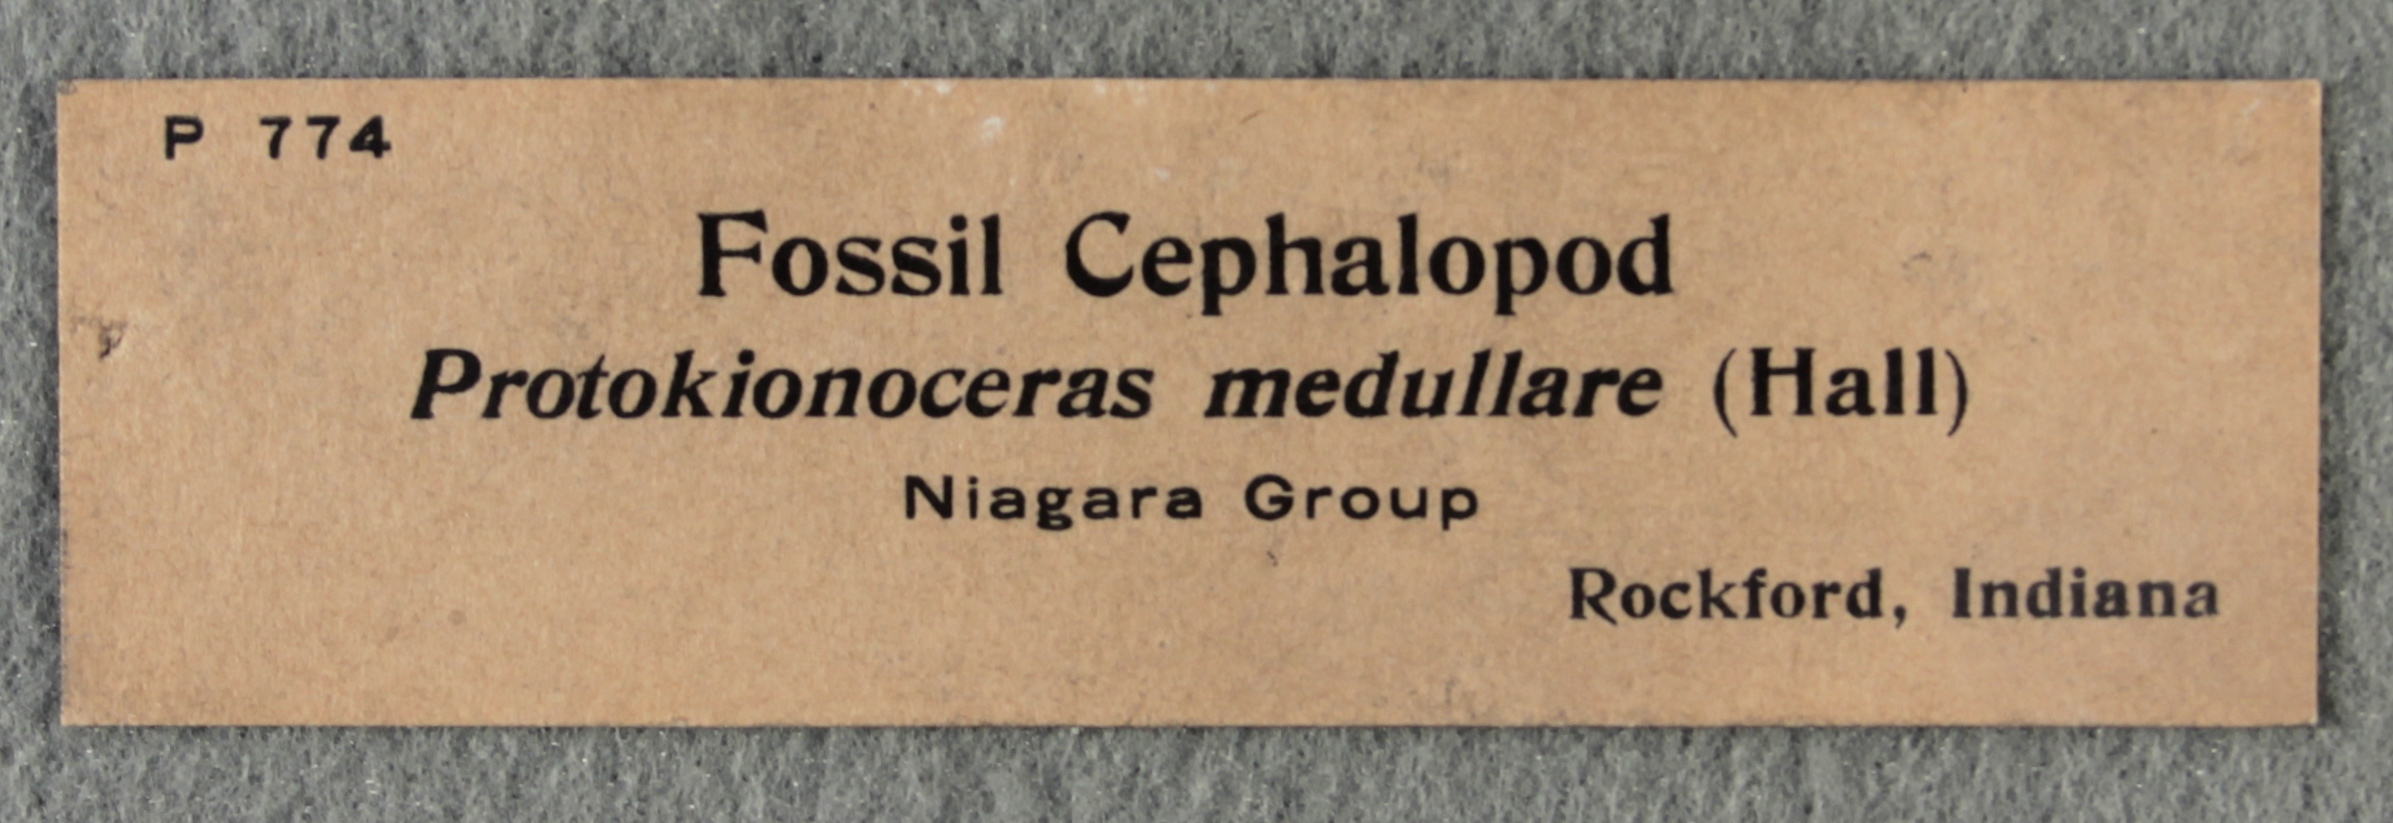 P 774
Fossil Cephalopod
Protokionoceras medullare (Hall)
Niagara Group
Rockford, Indiana